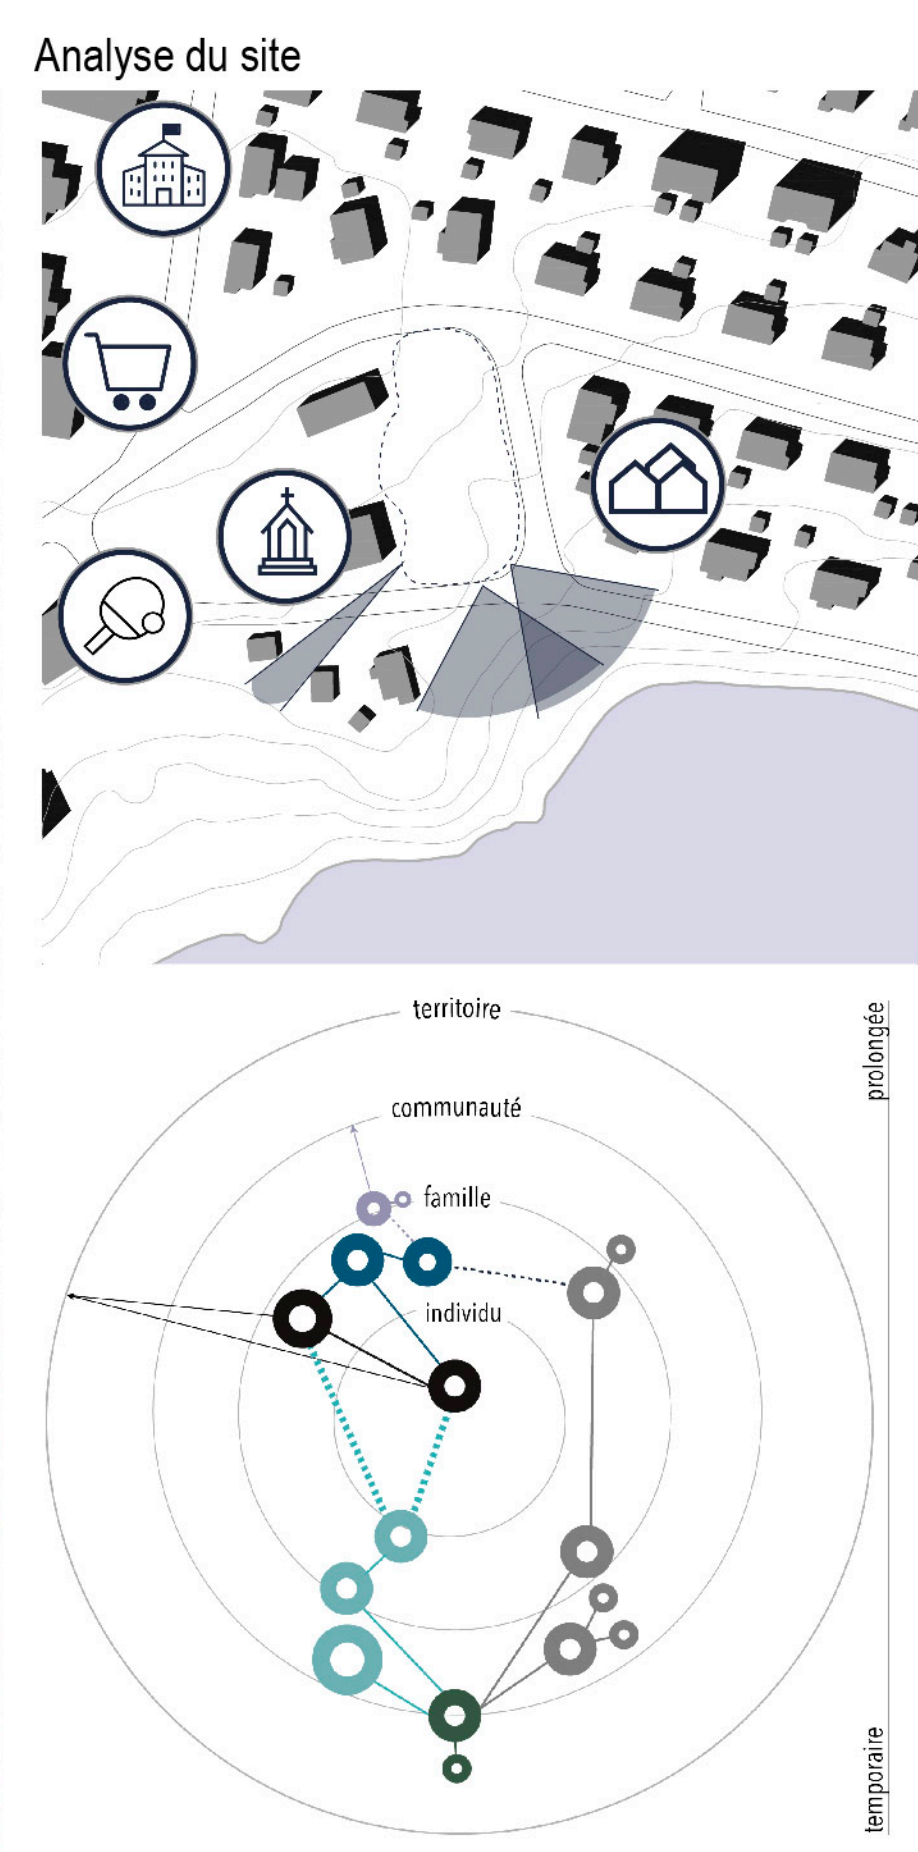 Analyse du site
territoire
prolongée
communauté
famille
individu
temporaire